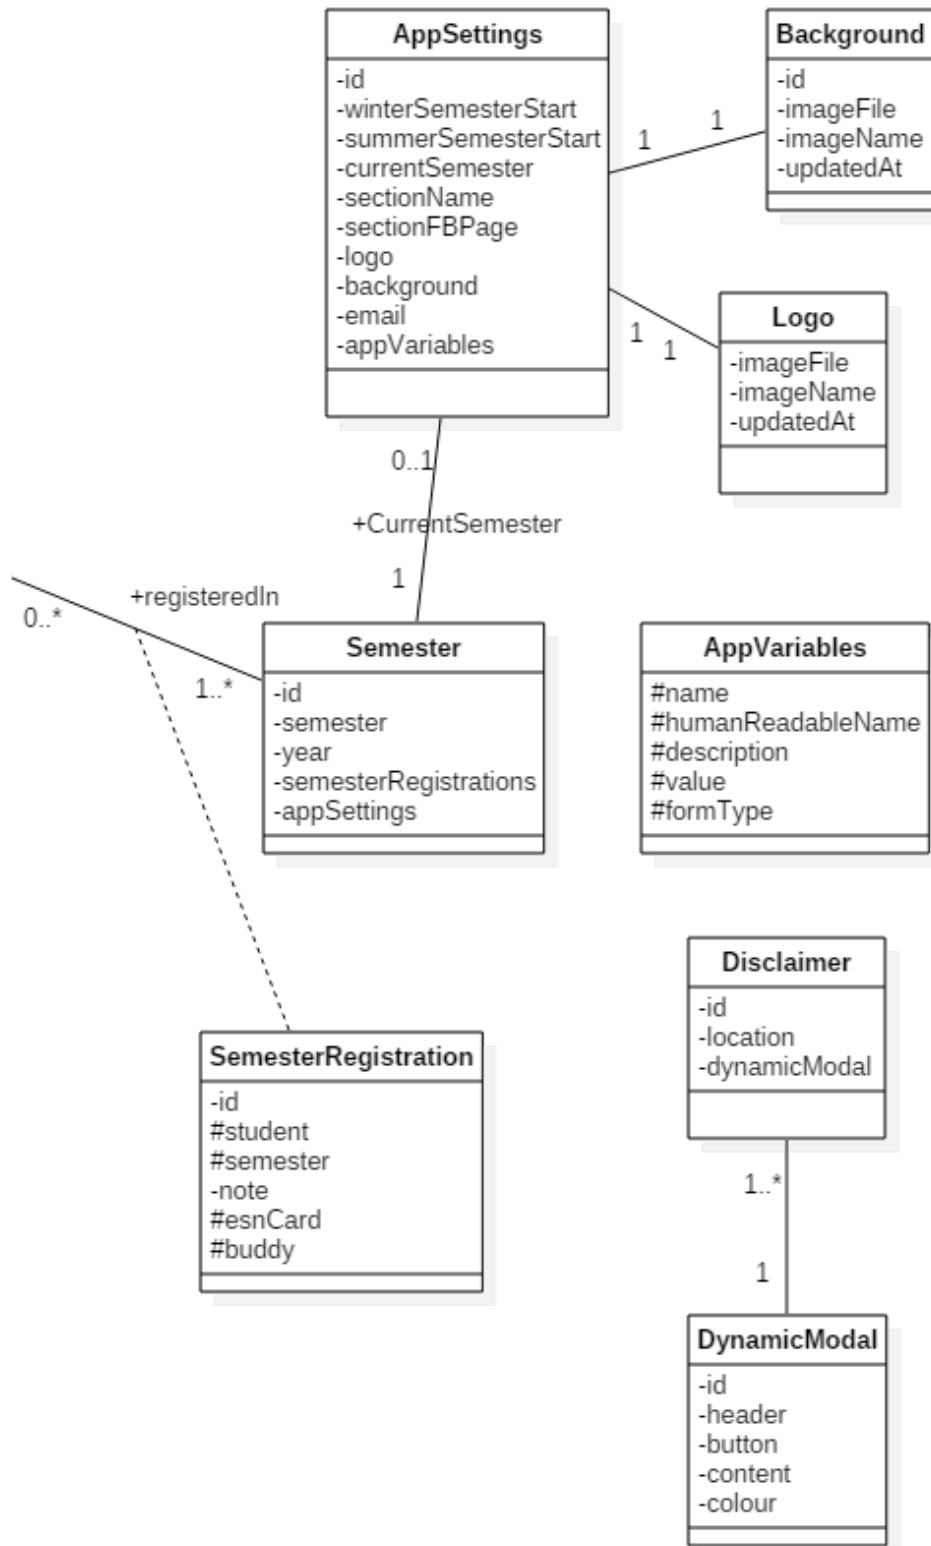 AppSettings
-id
-winterSemesterStart
-summerSemesterStart
-currentSemester
-sectionName
-sectionFBPage
-logo
-background
-email
-appVariables
Background
-id
-imageFile
-imageName
-updatedAt
1
1
Logo
-imageFile
-imageName
-updatedAt
1
1
0..1
+CurrentSemester
1
+registeredIn
0..*
1..*
Semester
-id
-semester
-year
-semesterRegistrations
-appSettings
AppVariables
#name
#humanReadableName
#description
#value
#formType
Disclaimer
-id
-location
-dynamicModal
SemesterRegistration
-id
#student
#semester
-note
#esnCard
#buddy
1..*
1
DynamicModal
-id
-header
-button
-content
-colour